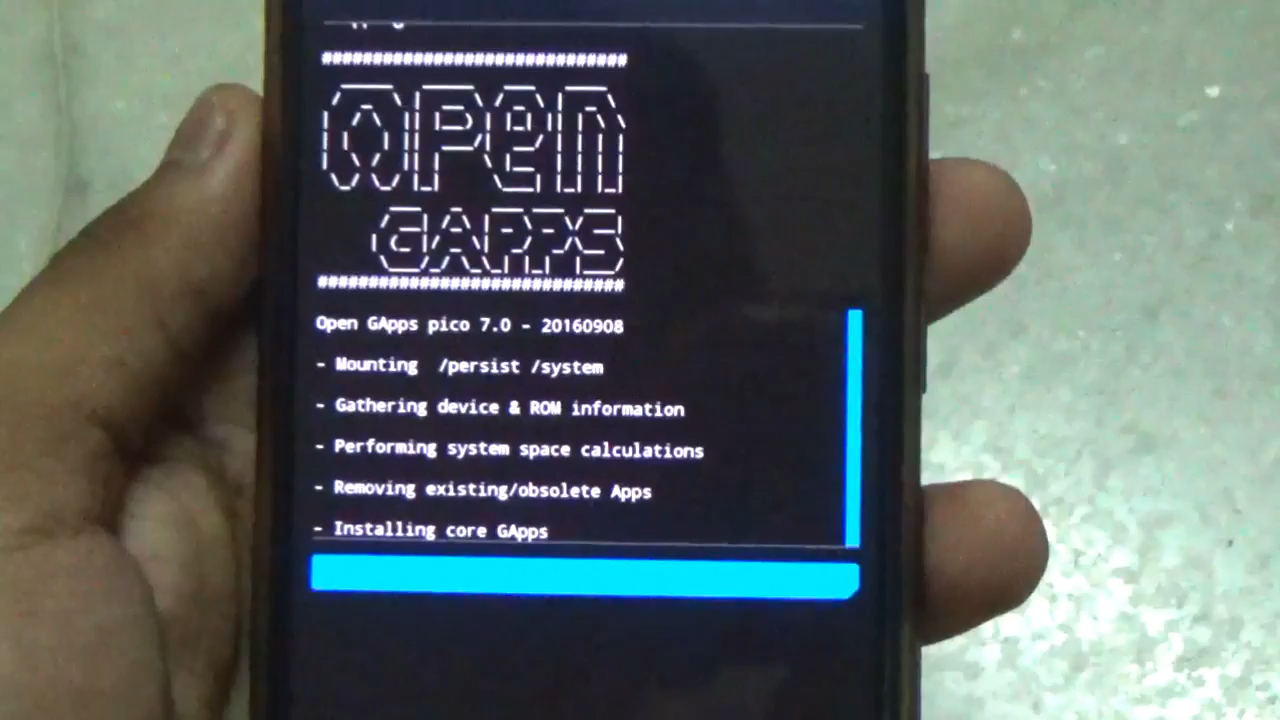 ##############################
OPEN
GAPPS
##############################
Open GApps pico 7.0 - 20160908
- Mounting /persist /system
- Gathering device & ROM information
- Performing system space calculations
- Removing existing/obsolete Apps
- Installing core GApps